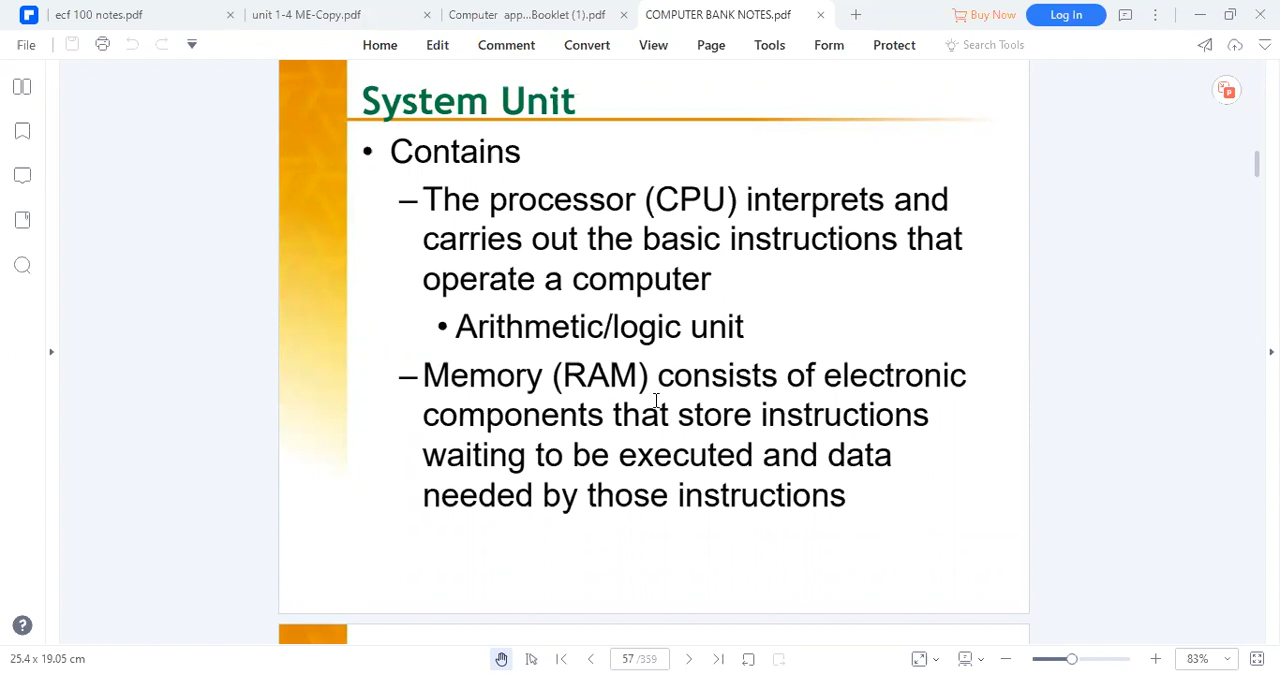 ecf 100 notes.pdf
unit 1-4 ME-Copy.pdf
Computer app...Booklet (1).pdf
COMPUTER BANK NOTES.pdf
Buy Now
Log In
File
Home
Edit
Comment
Convert
View
Page
Tools
Form
Protect
Search Tools
System Unit
• Contains
–The processor (CPU) interprets and
carries out the basic instructions that
operate a computer
• Arithmetic/logic unit
–Memory (RAM) consists of electronic
components that store instructions
waiting to be executed and data
needed by those instructions
25.4 x 19.05 cm
57 /359
83%